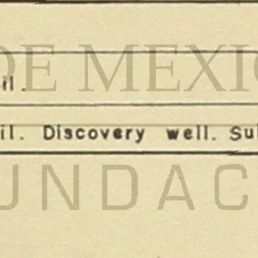 DE MEXIC
il.
il. Discovery well. Su
UNDAC